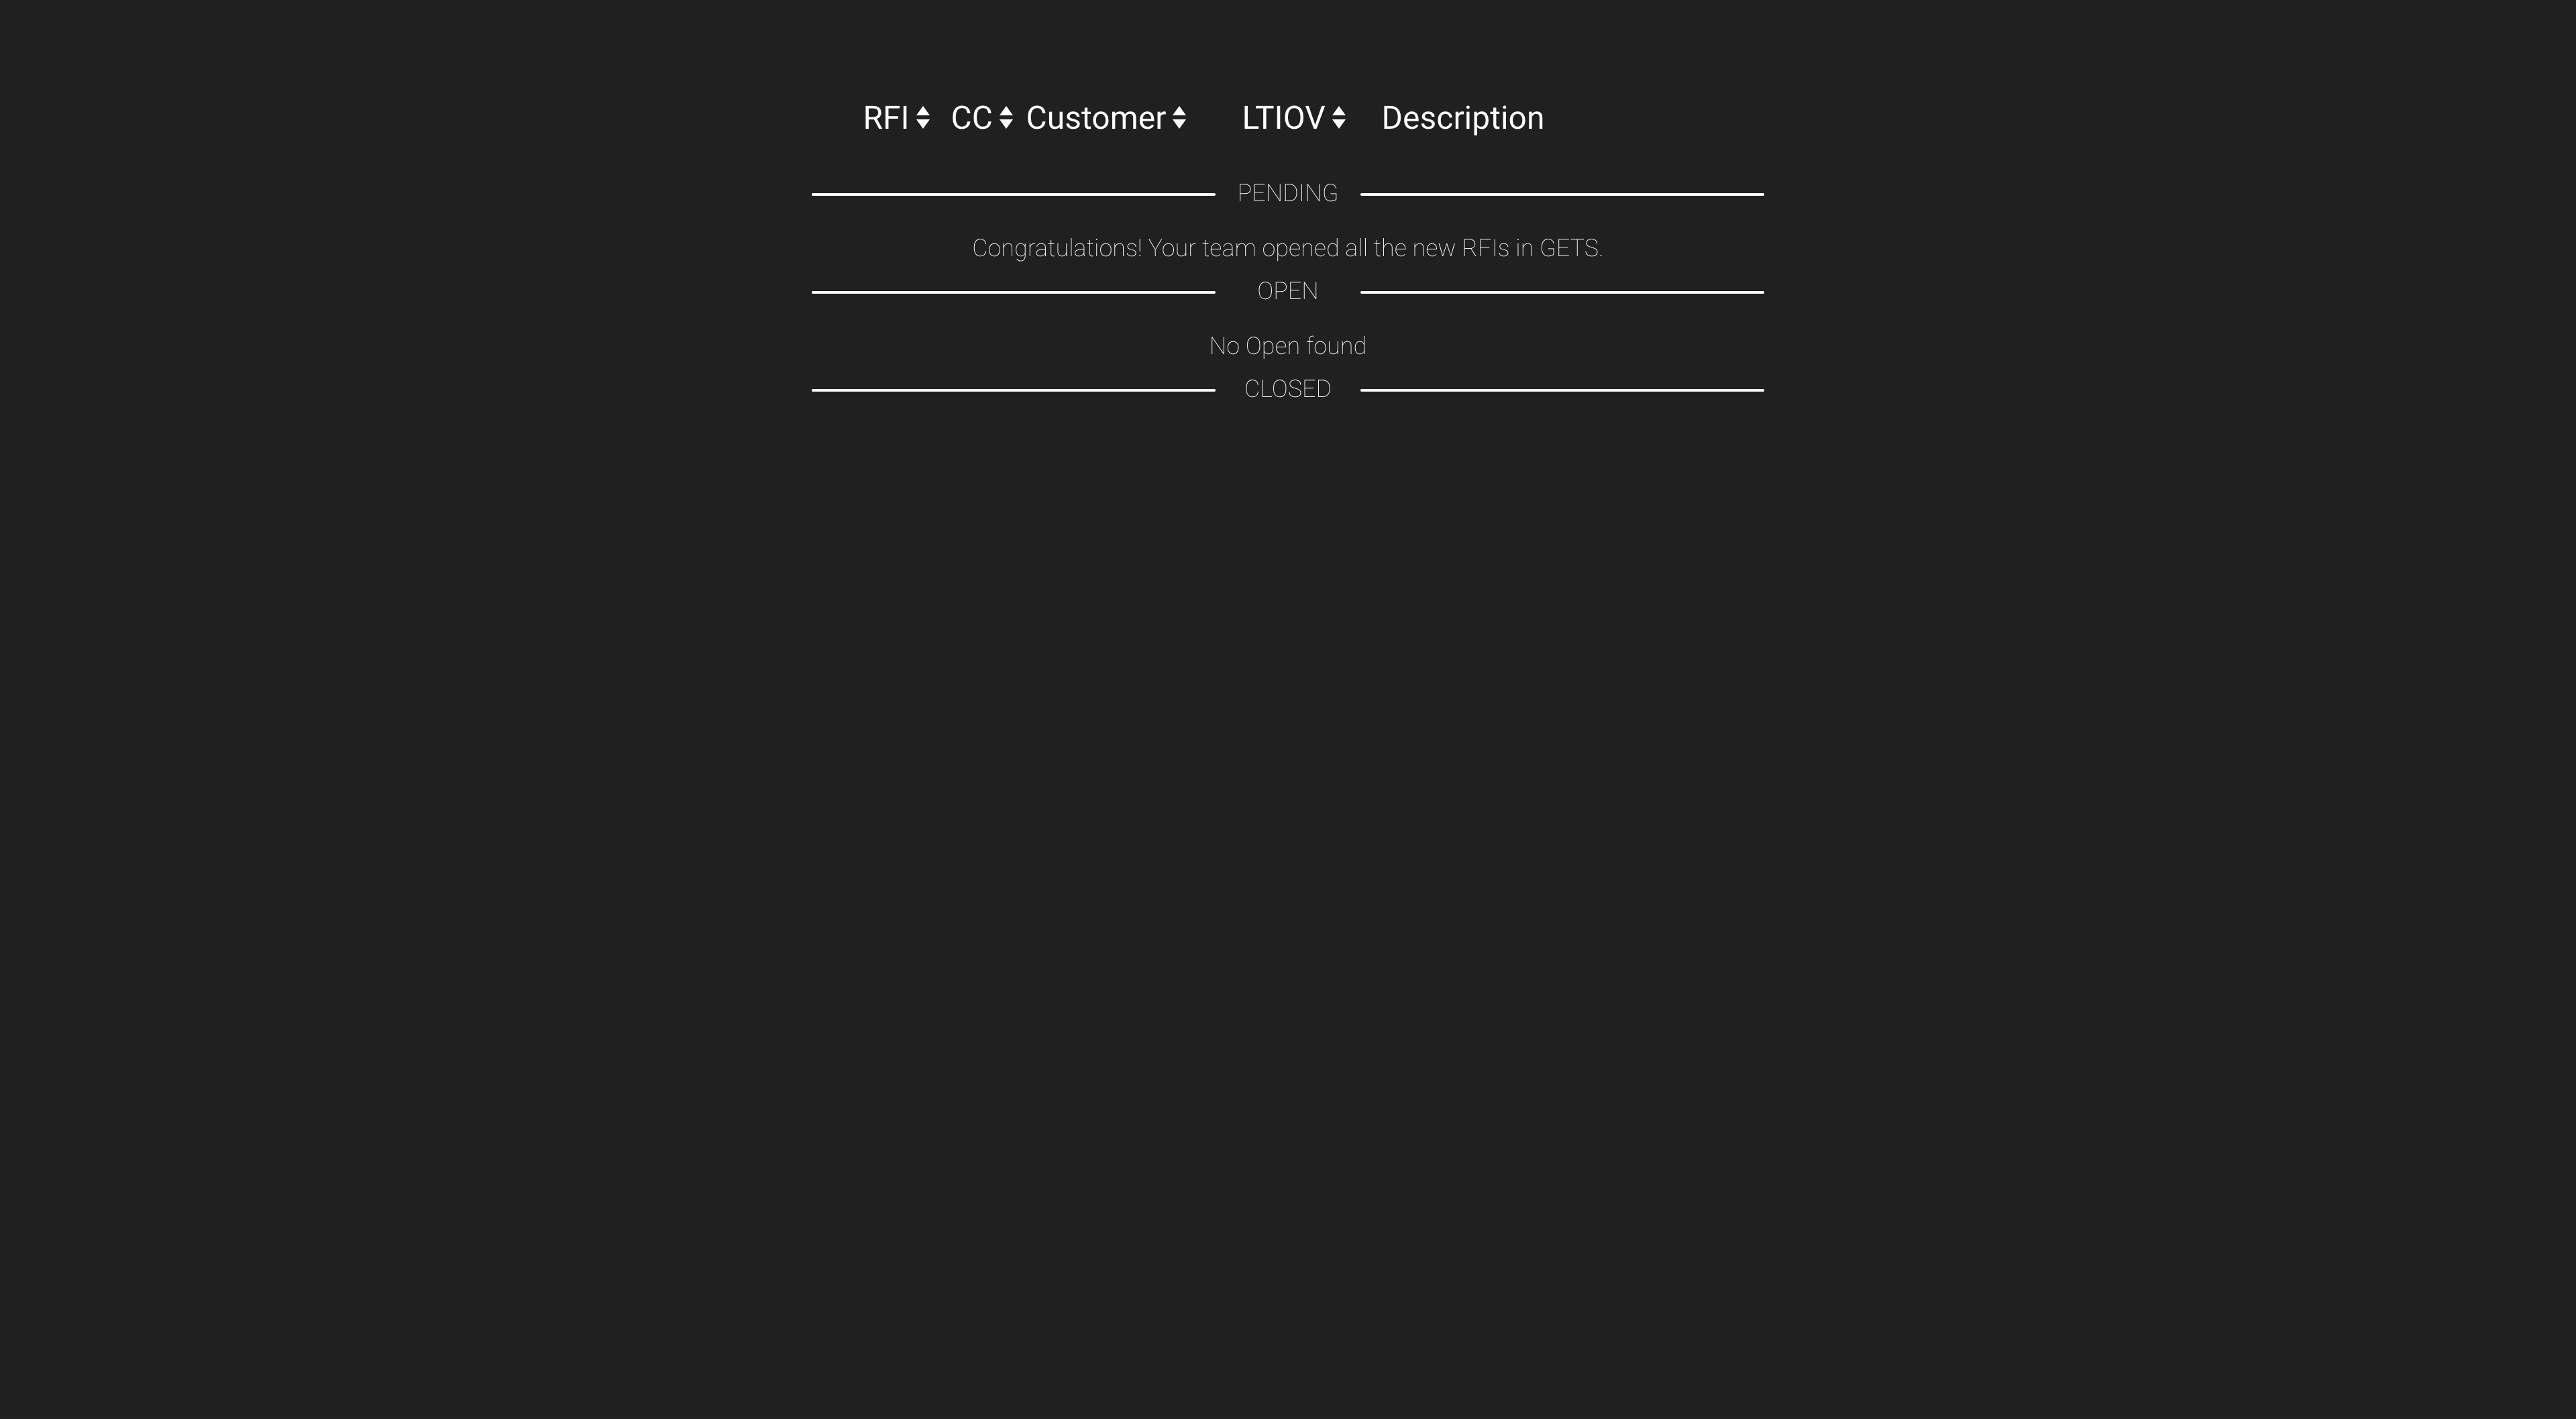 RFI CC Customer LTIOV Description
PENDING
Congratulations! Your team opened all the new RFIs in GETS.
OPEN
No Open found
CLOSED